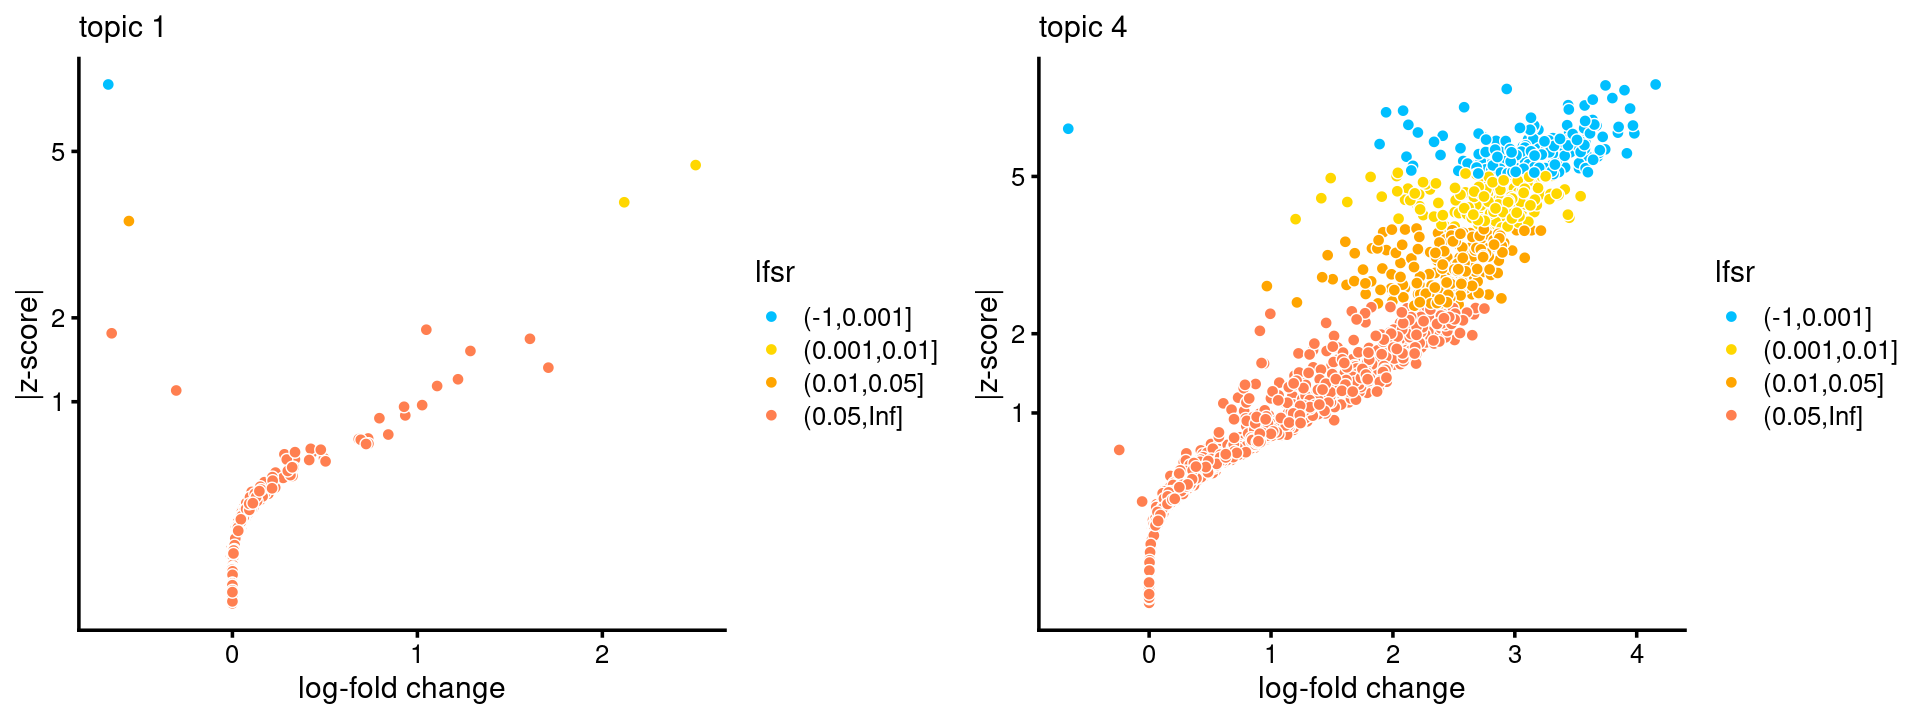 topic 1
|z-score|
5
2
1
0
1
2
log-fold change
lfsr
(-1,0.001]
(0.001,0.01]
(0.01,0.05]
(0.05,Inf]
topic 4
|z-score|
5
2
1
0
1
2
3
4
log-fold change
lfsr
(-1,0.001]
(0.001,0.01]
(0.01,0.05]
(0.05,Inf]